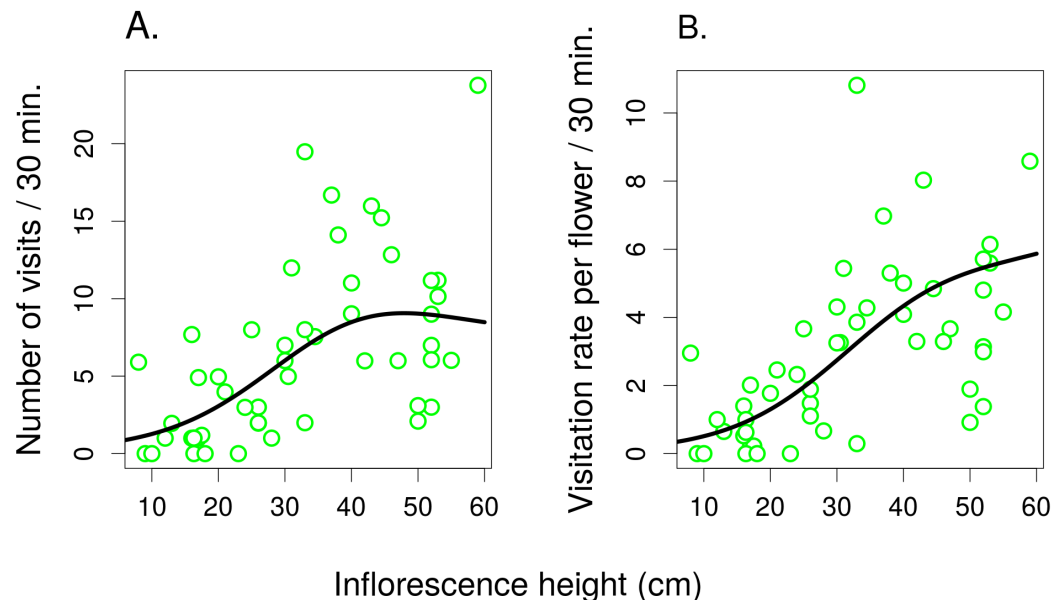 A.
B.
Number of visits / 30 min.
0 5 10 15 20
10 20 30 40 50 60
Visitation rate per flower / 30 min.
0 2 4 6 8 10
10 20 30 40 50 60
Inflorescence height (cm)